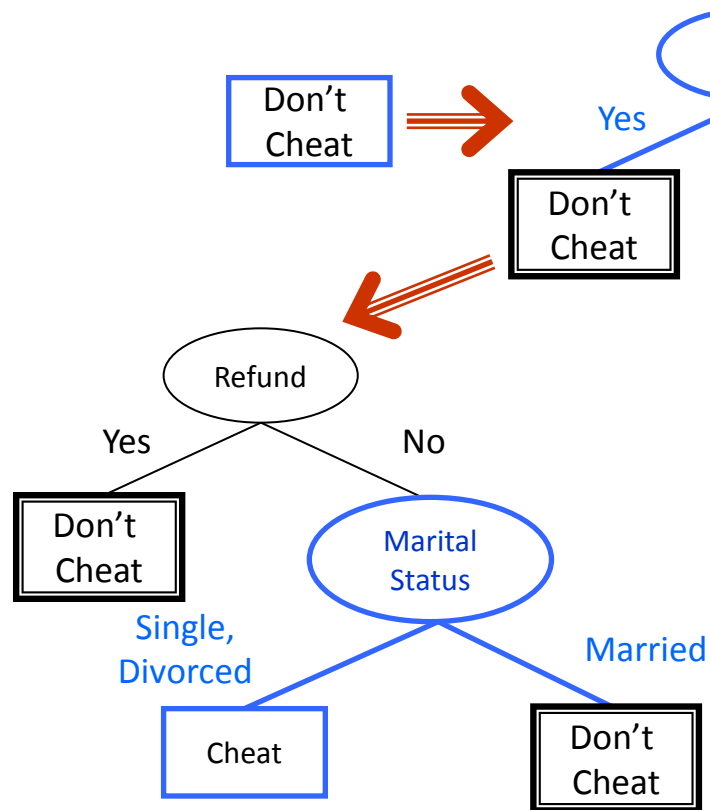 Don’t
Cheat
Yes
Don’t
Cheat
Refund
Yes
No
Don’t
Cheat
Marital
Status
Single,
Divorced
Married
Cheat
Don’t
Cheat